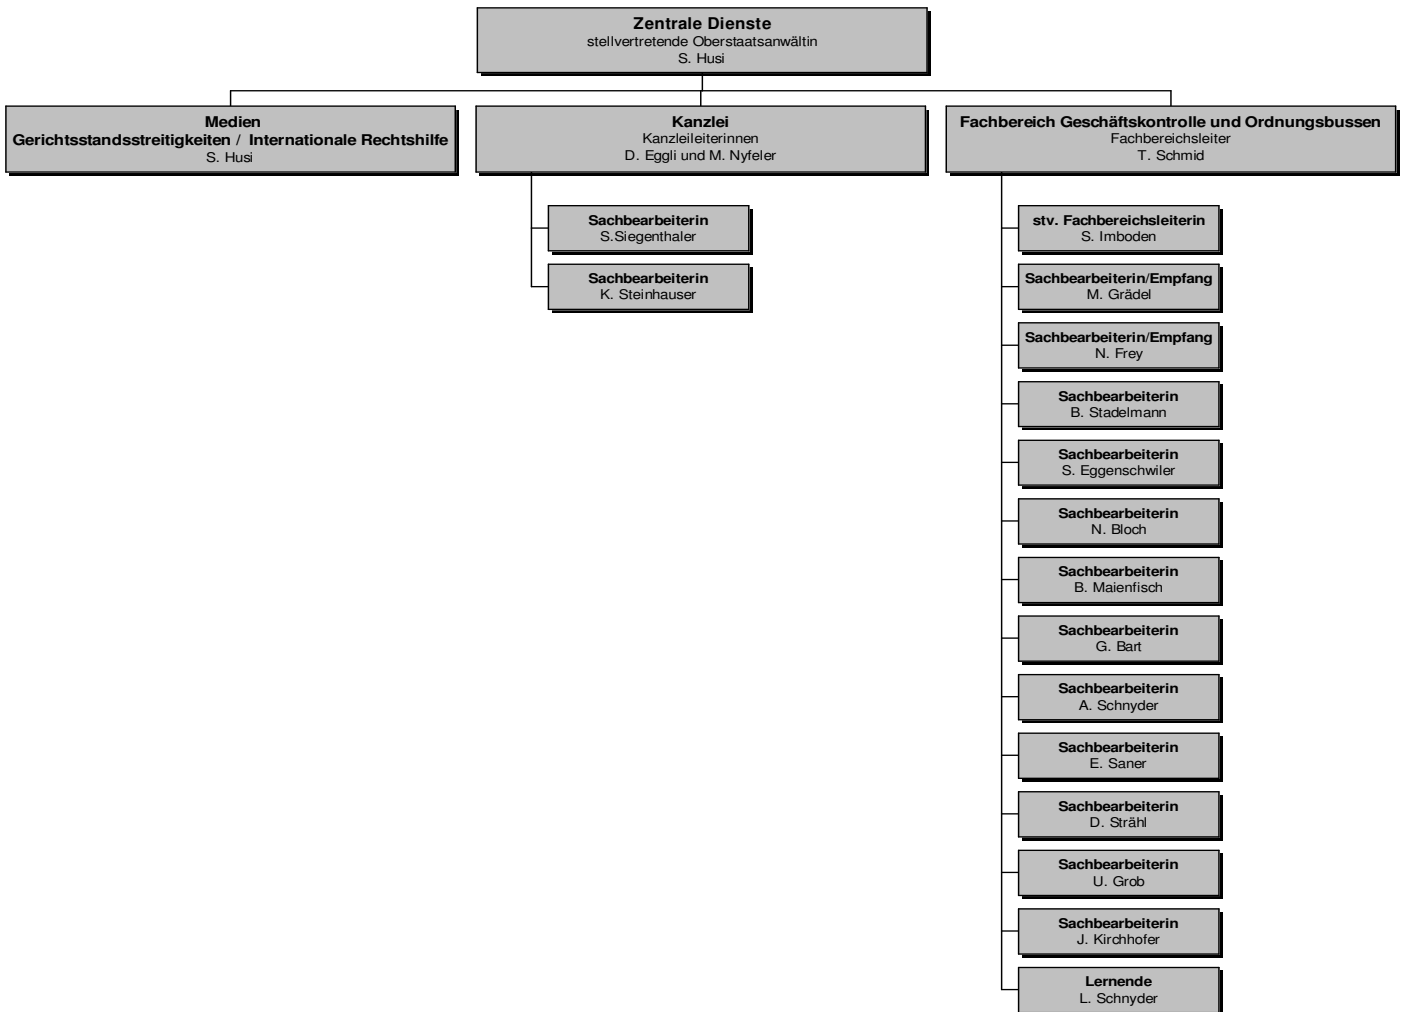 Zentrale Dienste
stellvertretende Oberstaatsanwältin
S. Husi
Medien
Gerichtsstandsstreitigkeiten / Internationale Rechtshilfe
S. Husi
Kanzlei
Kanzleileiterinnen
D. Eggli und M. Nyfeler
Fachbereich Geschäftskontrolle und Ordnungsbussen
Fachbereichsleiter
T. Schmid
Sachbearbeiterin
S.Siegenthaler
Sachbearbeiterin
K. Steinhauser
stv. Fachbereichsleiterin
S. Imboden
Sachbearbeiterin/Empfang
M. Grädel
Sachbearbeiterin/Empfang
N. Frey
Sachbearbeiterin
B. Stadelmann
Sachbearbeiterin
S. Eggenschwiler
Sachbearbeiterin
N. Bloch
Sachbearbeiterin
B. Maienfisch
Sachbearbeiterin
G. Bart
Sachbearbeiterin
A. Schnyder
Sachbearbeiterin
E. Saner
Sachbearbeiterin
D. Strähl
Sachbearbeiterin
U. Grob
Sachbearbeiterin
J. Kirchhofer
Lernende
L. Schnyder